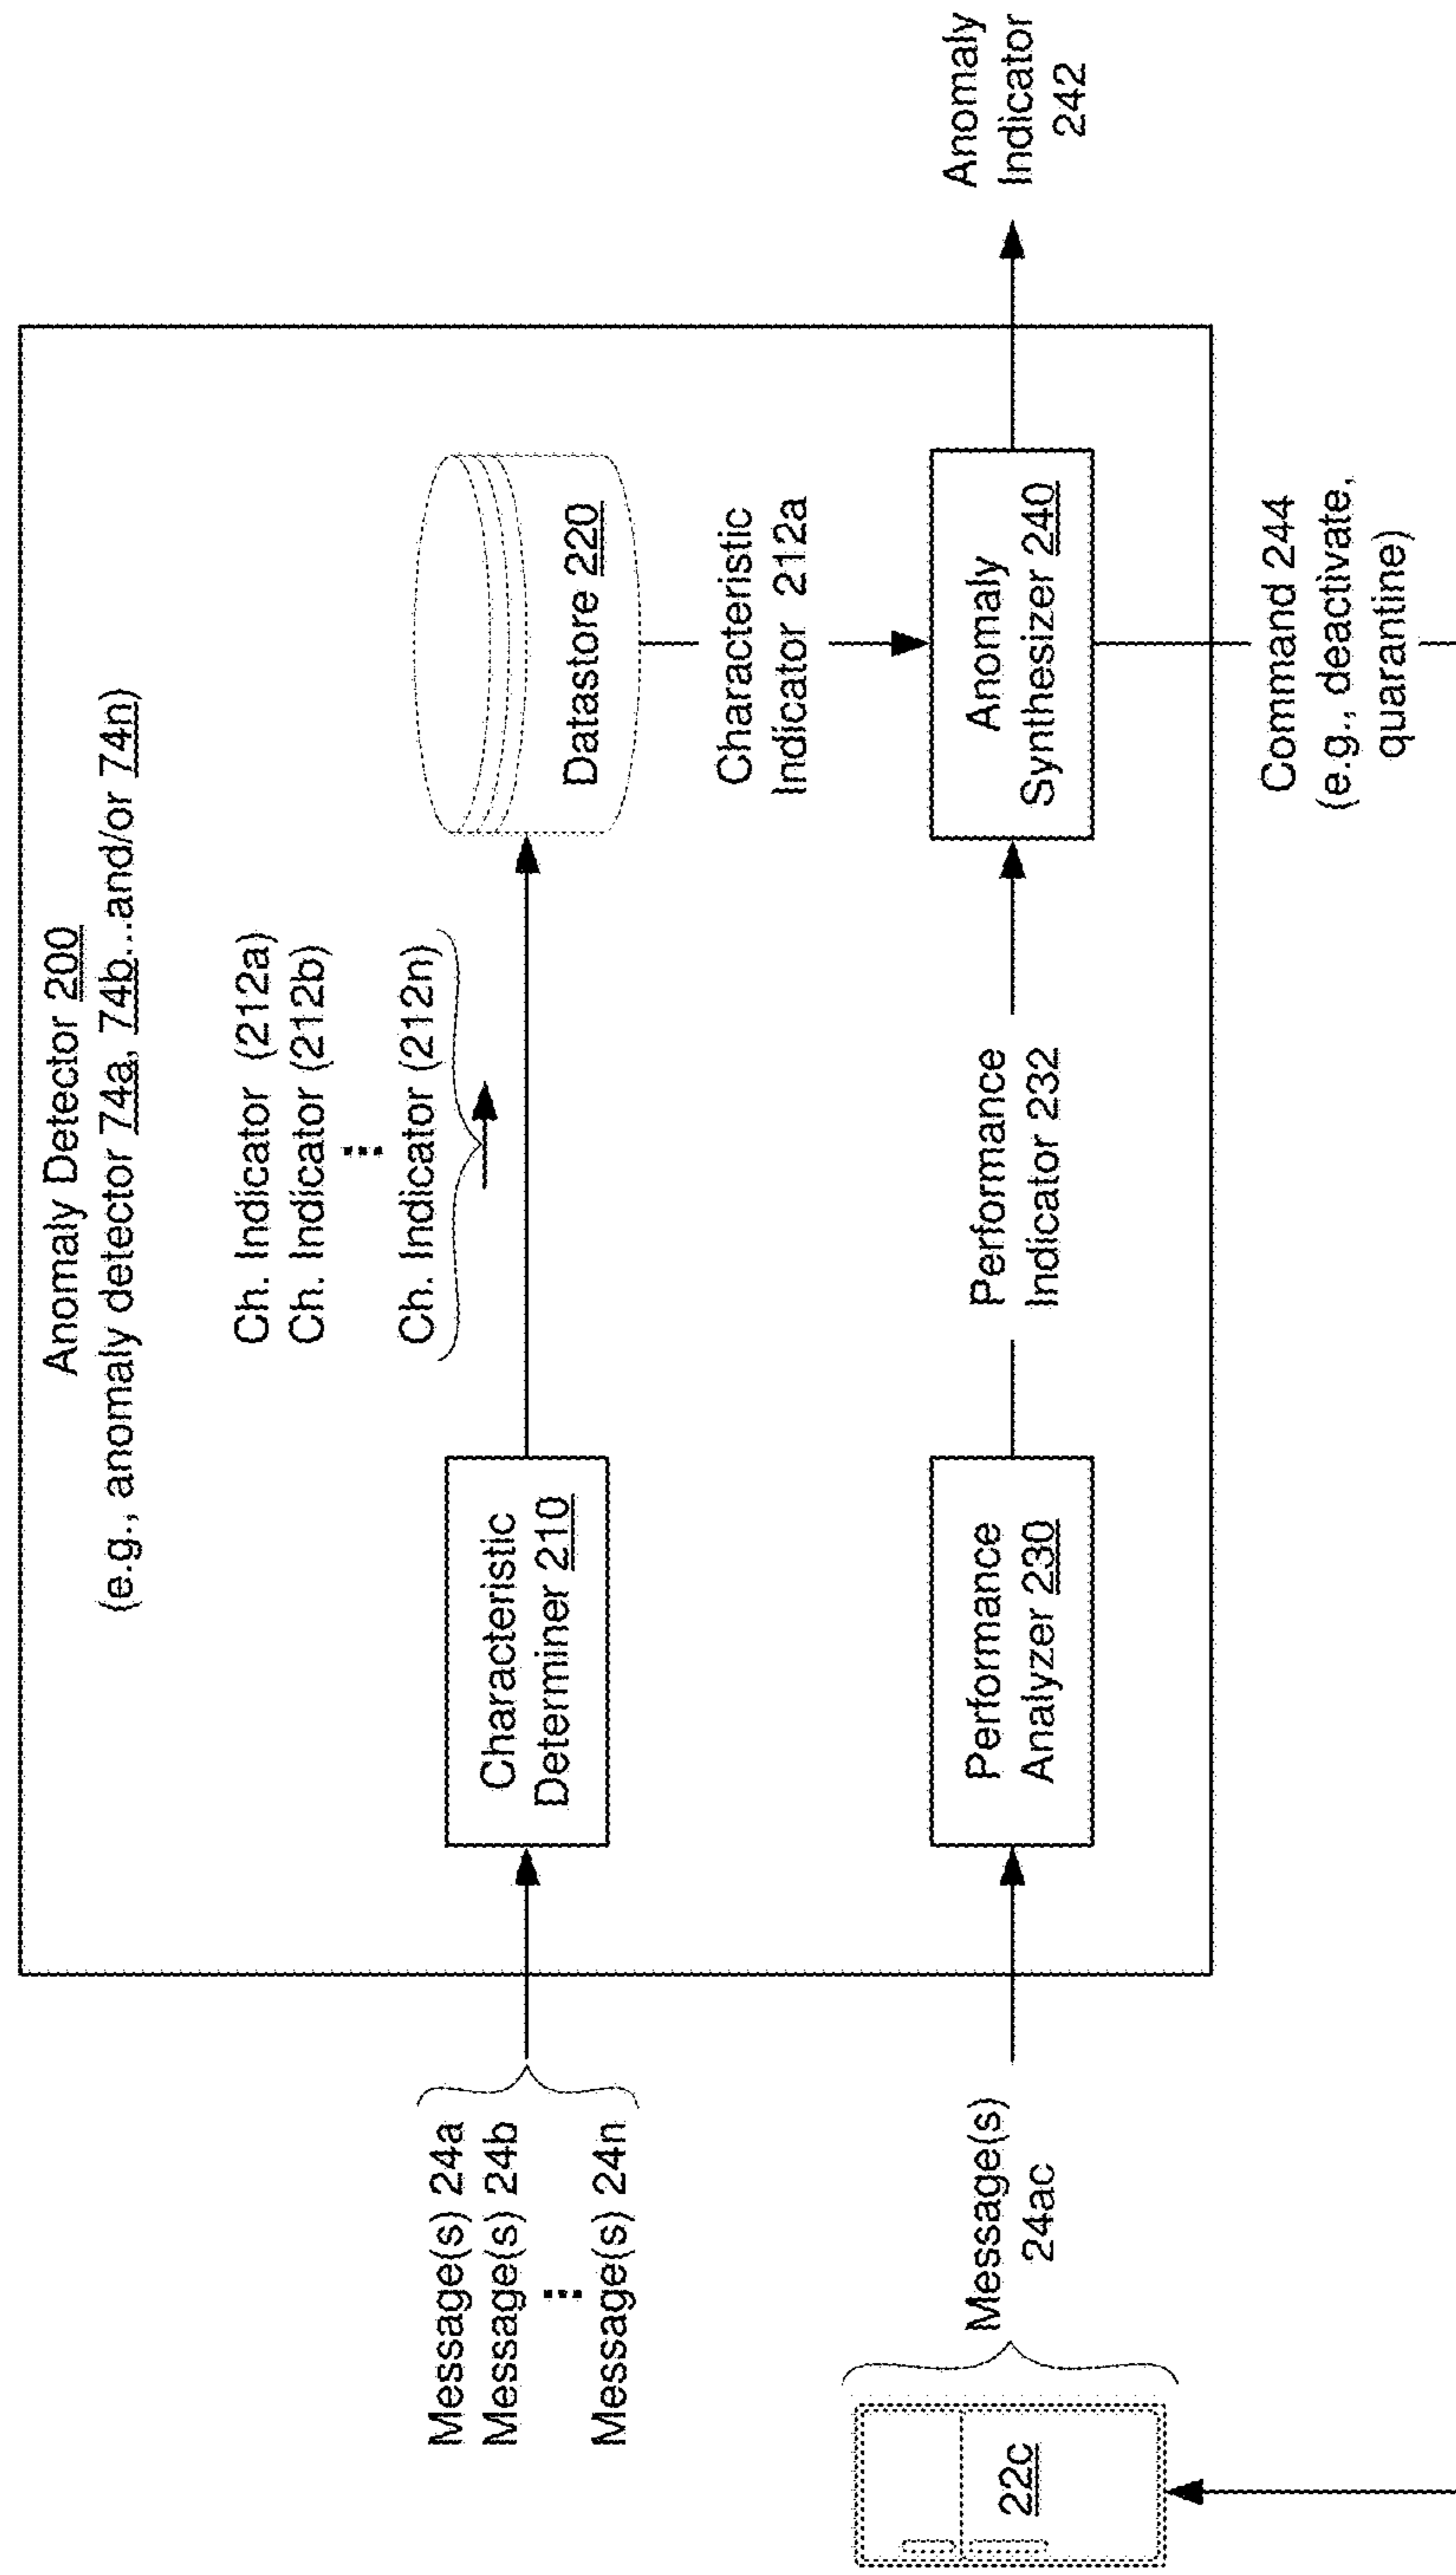 Anomaly Detector 200
(e.g., anomaly detector 74a, 74b...and/or 74n)
Message(s) 24a
Message(s) 24b
⋮
Message(s) 24n
Characteristic
Determiner 210
Ch. Indicator (212a)
Ch. Indicator (212b)
⋮
Ch. Indicator (212n)
Datastore 220
Characteristic
Indicator 212a
22c
Message(s)
24ac
Performance
Analyzer 230
Performance
Indicator 232
Anomaly
Synthesizer 240
Anomaly
Indicator
242
Command 244
(e.g., deactivate,
quarantine)